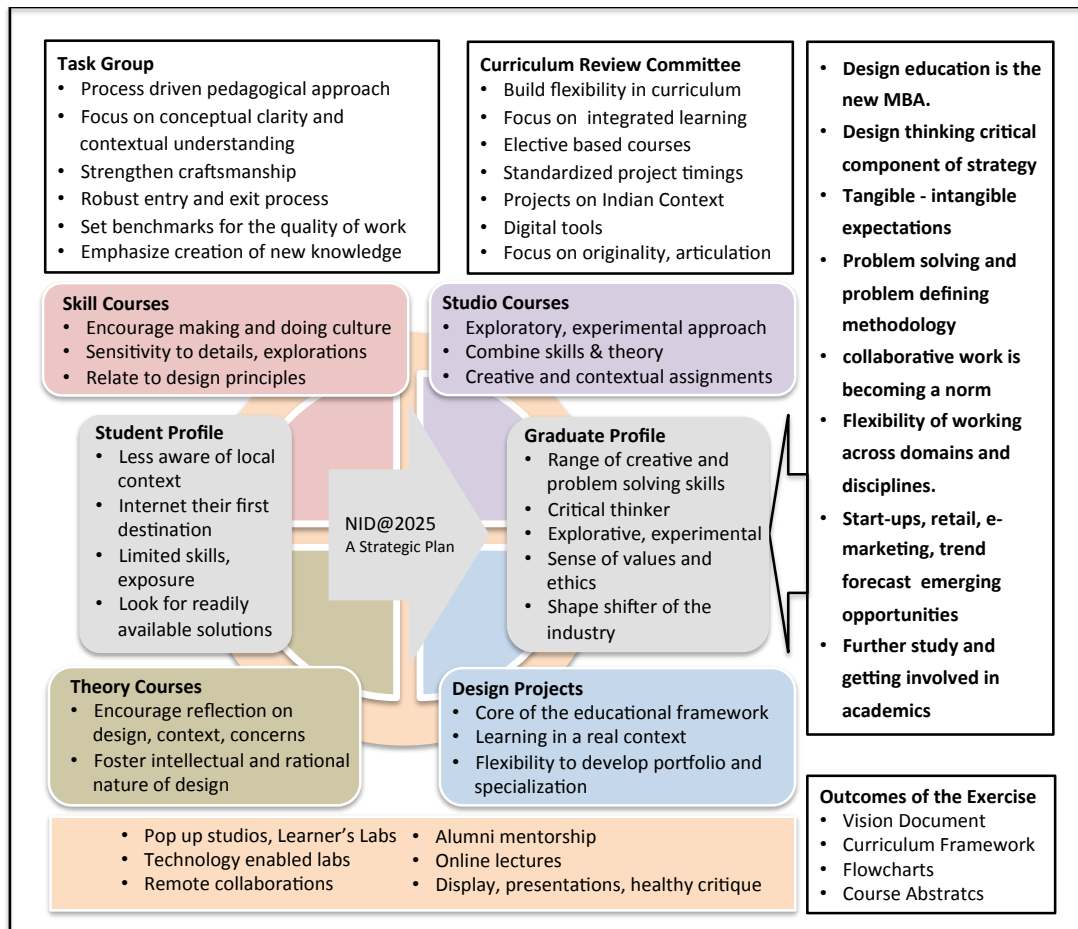 Task Group
• Process driven pedagogical approach
• Focus on conceptual clarity and
contextual understanding
• Strengthen craftsmanship
• Robust entry and exit process
• Set benchmarks for the quality of work
• Emphasize creation of new knowledge
Curriculum Review Committee
• Build flexibility in curriculum
• Focus on integrated learning
• Elective based courses
• Standardized project timings
• Projects on Indian Context
• Digital tools
• Focus on originality, articulation
• Design education is the
new MBA.
• Design thinking critical
component of strategy
• Tangible - intangible
expectations
• Problem solving and
problem defining
methodology
• collaborative work is
becoming a norm
• Flexibility of working
across domains and
disciplines.
• Start-ups, retail, e-
marketing, trend
forecast emerging
opportunities
• Further study and
getting involved in
academics
Skill Courses
• Encourage making and doing culture
• Sensitivity to details, explorations
• Relate to design principles
Studio Courses
• Exploratory, experimental approach
• Combine skills & theory
• Creative and contextual assignments
Student Profile
• Less aware of local
context
• Internet their first
destination
• Limited skills,
exposure
• Look for readily
available solutions
NID@2025
A Strategic Plan
Graduate Profile
• Range of creative and
problem solving skills
• Critical thinker
• Explorative, experimental
• Sense of values and
ethics
• Shape shifter of the
industry
Theory Courses
• Encourage reflection on
design, context, concerns
• Foster intellectual and rational
nature of design
Design Projects
• Core of the educational framework
• Learning in a real context
• Flexibility to develop portfolio and
specialization
• Pop up studios, Learner's Labs
• Technology enabled labs
• Remote collaborations
• Alumni mentorship
• Online lectures
• Display, presentations, healthy critique
Outcomes of the Exercise
• Vision Document
• Curriculum Framework
• Flowcharts
• Course Abstratcs